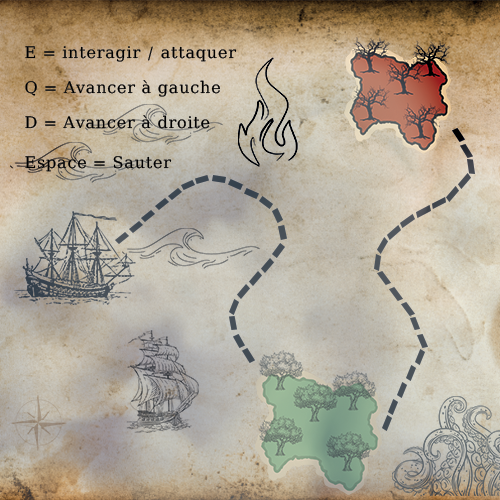 E = interagir / attaquer
Q = Avancer à gauche
D = Avancer à droite
Espace = Sauter